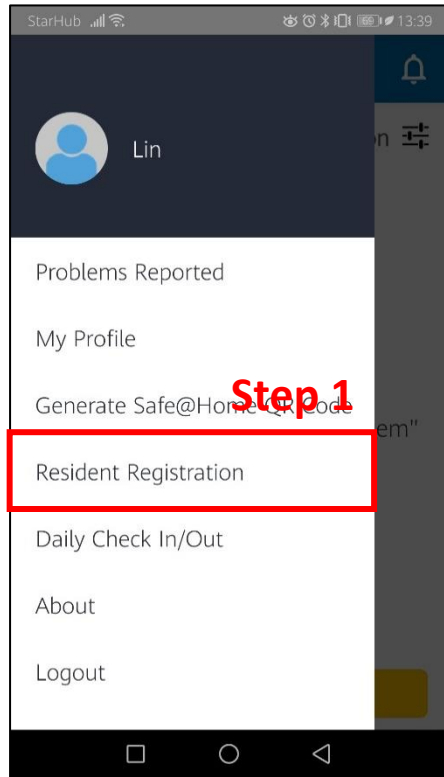 StarHub 13:39
Lin
n
Problems Reported
My Profile
Step 1
Generate Safe@Home QR Code
em"
Resident Registration
Daily Check In/Out
About
Logout